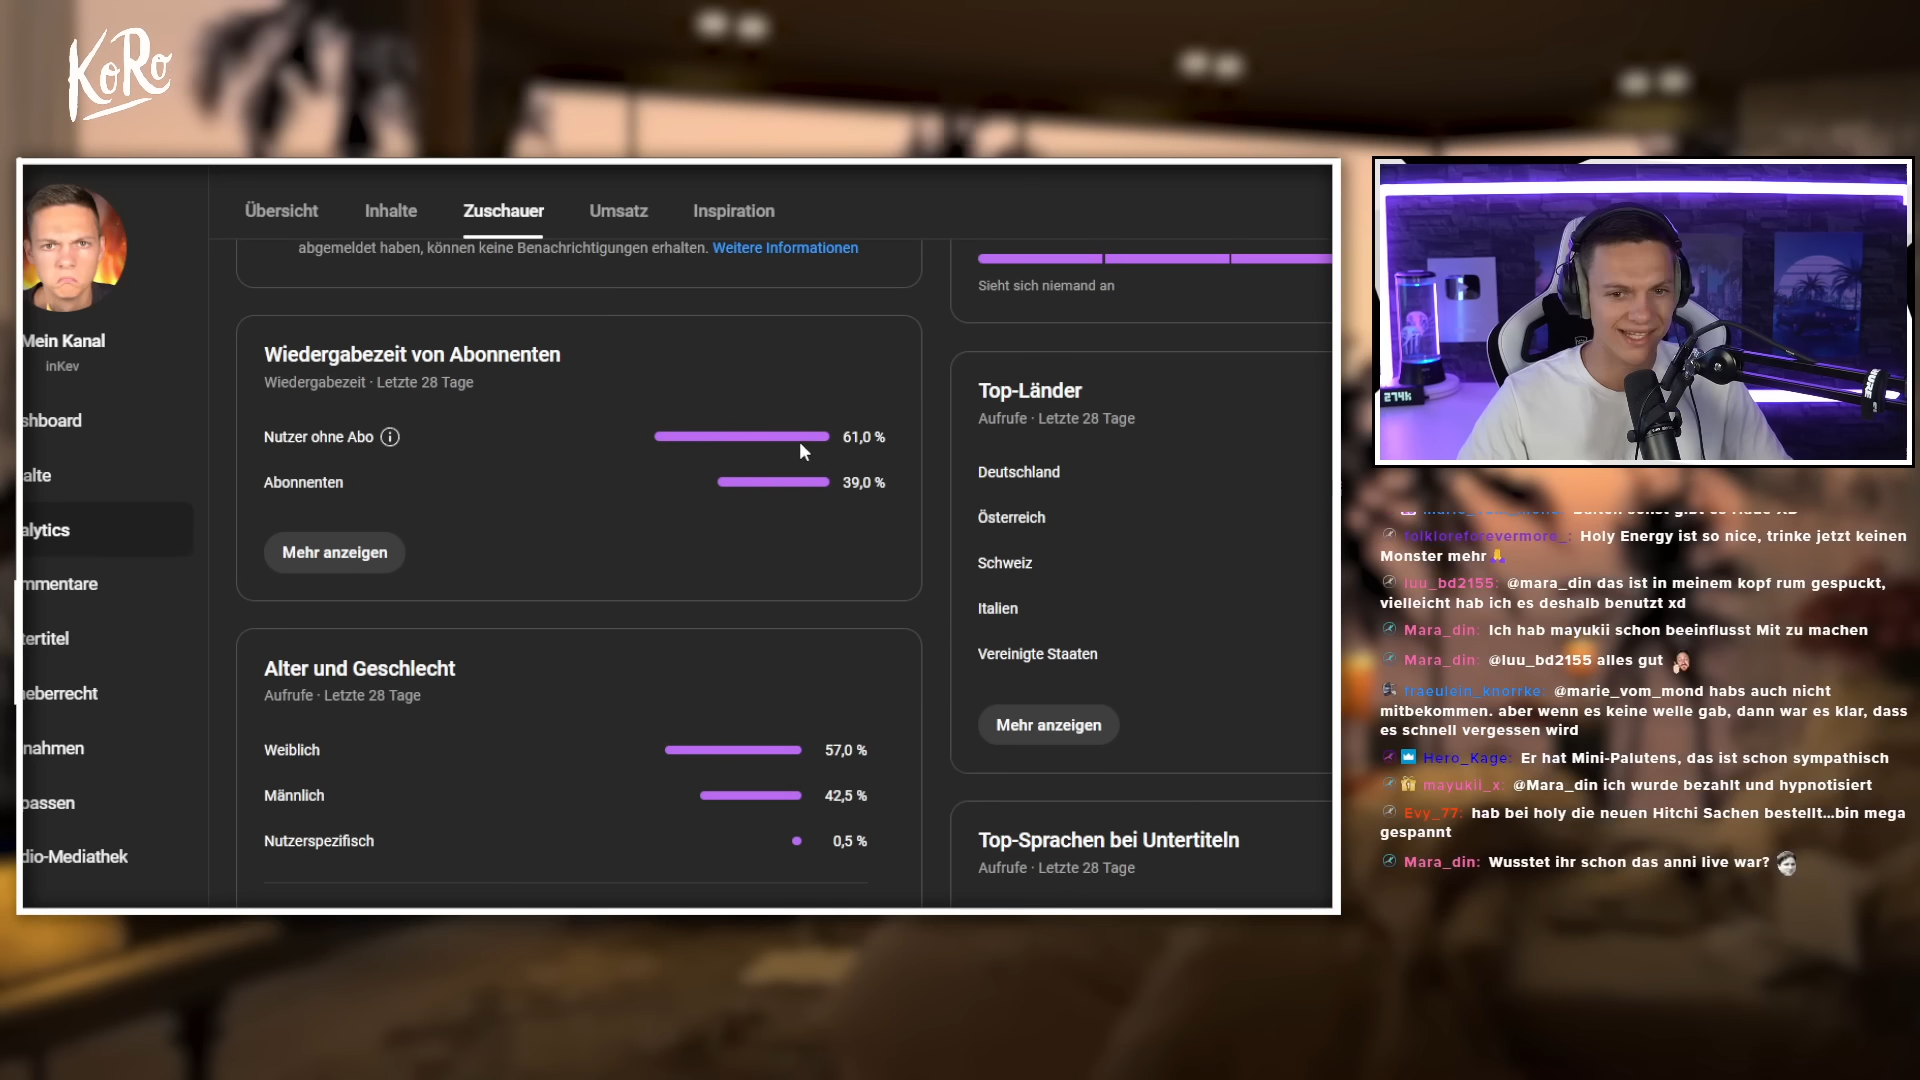 KoRo
Übersicht
Inhalte
Zuschauer
Umsatz
Inspiration
abgemeldet haben, können keine Benachrichtigungen erhalten. Weitere Informationen
Mein Kanal
inKev
shboard
alte
alytics
mmentare
tertitel
eberrecht
nahmen
passen
dio-Mediathek
Wiedergabezeit von Abonnenten
Wiedergabezeit · Letzte 28 Tage
Nutzer ohne Abo 61,0 %
Abonnenten 39,0 %
Mehr anzeigen
Alter und Geschlecht
Aufrufe · Letzte 28 Tage
Weiblich 57,0 %
Männlich 42,5 %
Nutzerspezifisch 0,5 %
Sieht sich niemand an
Top-Länder
Aufrufe · Letzte 28 Tage
Deutschland
Österreich
Schweiz
Italien
Vereinigte Staaten
Mehr anzeigen
Top-Sprachen bei Untertiteln
Aufrufe · Letzte 28 Tage
274k
folkloreforevermore_: Holy Energy ist so nice, trinke jetzt keinen
Monster mehr
luu_bd2155: @mara_din das ist in meinem kopf rum gespuckt,
vielleicht hab ich es deshalb benutzt xd
Mara_din: Ich hab mayukii schon beeinflusst Mit zu machen
Mara_din: @luu_bd2155 alles gut
fraeulein_knorrke: @marie_vom_mond habs auch nicht
mitbekommen. aber wenn es keine welle gab, dann war es klar, dass
es schnell vergessen wird
Hero_Kage: Er hat Mini-Palutens, das ist schon sympathisch
mayukii_x: @Mara_din ich wurde bezahlt und hypnotisiert
Evy_77: hab bei holy die neuen Hitchi Sachen bestellt...bin mega
gespannt
Mara_din: Wusstet ihr schon das anni live war?